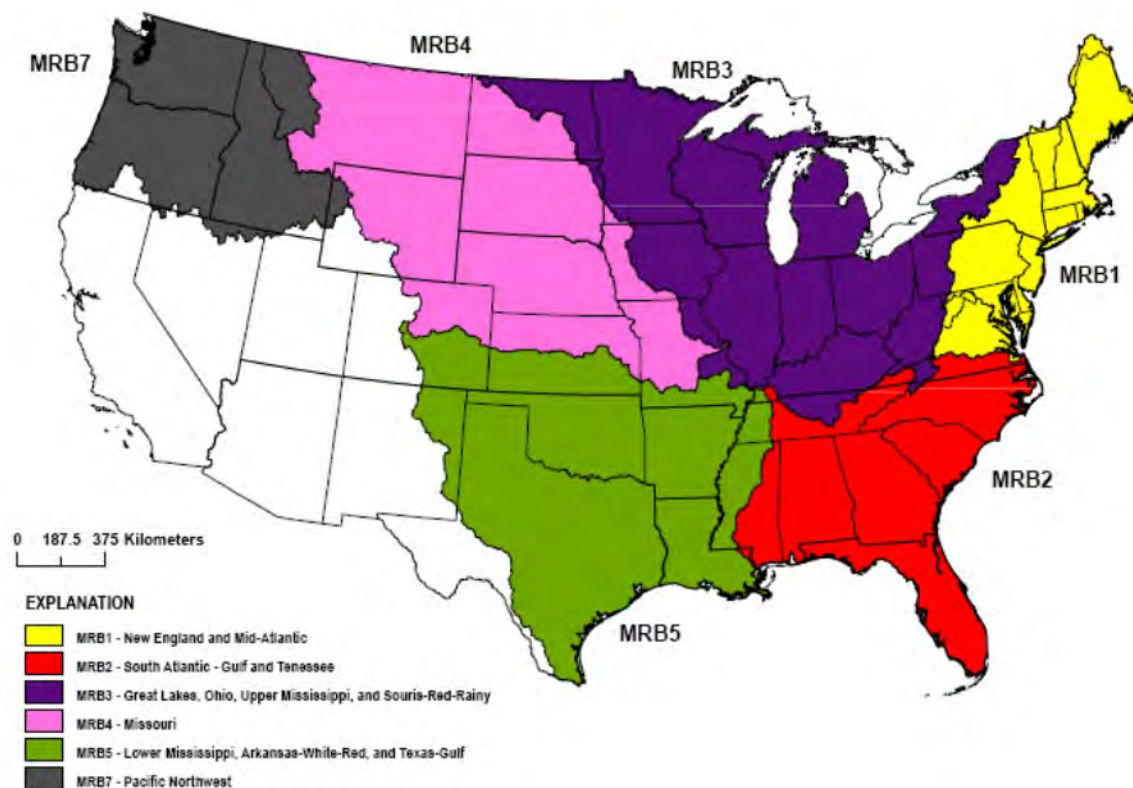 MRB4
MRB7
MRB3
MRB1
MRB2
0 187.5 375 Kilometers
MRB5
EXPLANATION
MRB1 - New England and Mid-Atlantic
MRB2 - South Atlantic - Gulf and Tenessee
MRB3 - Great Lakes, Ohio, Upper Mississippi, and Souris-Red-Rainy
MRB4 - Missouri
MRB5 - Lower Mississippi, Arkansas-White-Red, and Texas-Gulf
MRB7 - Pacific Northwest